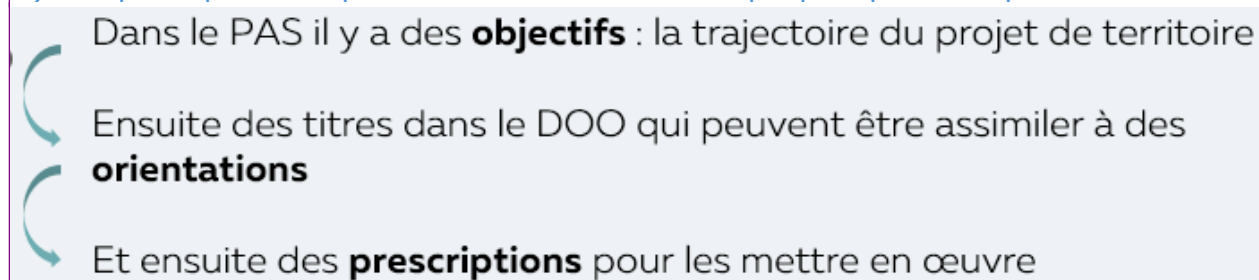 Dans le PAS il y a des objectifs : la trajectoire du projet de territoire
Ensuite des titres dans le DOO qui peuvent être assimiler à des
orientations
Et ensuite des prescriptions pour les mettre en œuvre